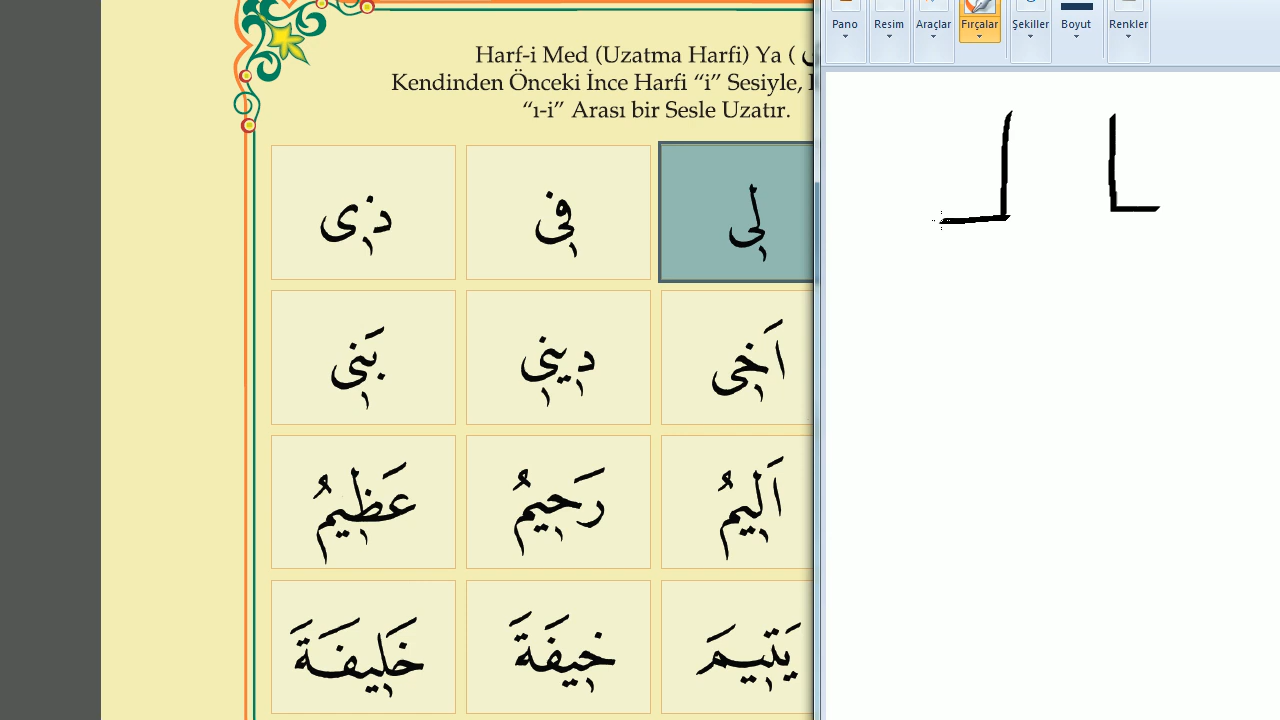 Pano Resim Araçlar Fırçalar Şekiller Boyut Renkler
Harf-i Med (Uzatma Harfi) Ya (
Kendinden Önceki İnce Harfi “i” Sesiyle,
“ı-i” Arası bir Sesle Uzatır.
لٖى فٖى ذٖى
اَخٖى دٖينٖى بَنٖى
اَلٖيمُ رَحٖيمُ عَظٖيمُ
يَتٖيمَ خٖيفَةَ خَلٖيفَةَ